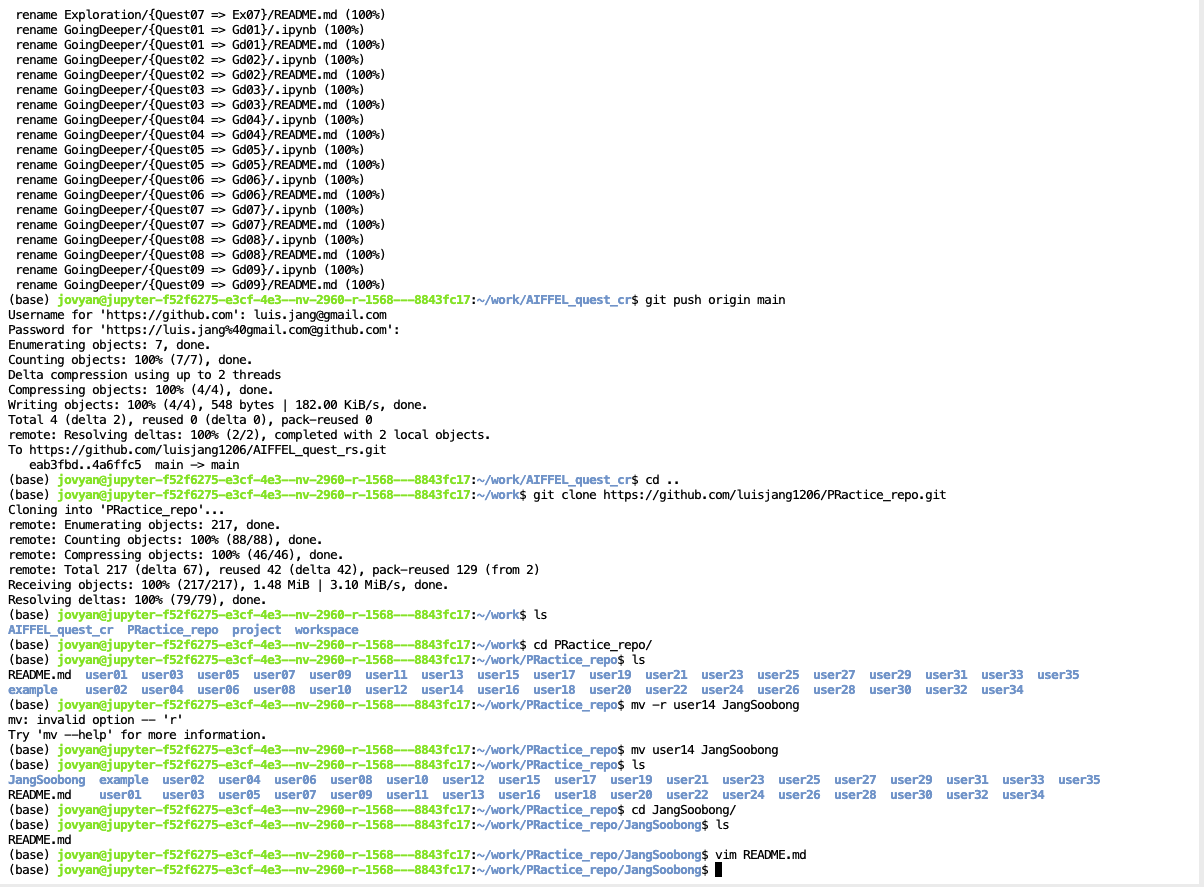 rename Exploration/{Quest07 => Ex07}/README.md (100%)
rename GoingDeeper/{Quest01 => Gd01}/.ipynb (100%)
rename GoingDeeper/{Quest01 => Gd01}/README.md (100%)
rename GoingDeeper/{Quest02 => Gd02}/.ipynb (100%)
rename GoingDeeper/{Quest02 => Gd02}/README.md (100%)
rename GoingDeeper/{Quest03 => Gd03}/.ipynb (100%)
rename GoingDeeper/{Quest03 => Gd03}/README.md (100%)
rename GoingDeeper/{Quest04 => Gd04}/.ipynb (100%)
rename GoingDeeper/{Quest04 => Gd04}/README.md (100%)
rename GoingDeeper/{Quest05 => Gd05}/.ipynb (100%)
rename GoingDeeper/{Quest05 => Gd05}/README.md (100%)
rename GoingDeeper/{Quest06 => Gd06}/.ipynb (100%)
rename GoingDeeper/{Quest06 => Gd06}/README.md (100%)
rename GoingDeeper/{Quest07 => Gd07}/.ipynb (100%)
rename GoingDeeper/{Quest07 => Gd07}/README.md (100%)
rename GoingDeeper/{Quest08 => Gd08}/.ipynb (100%)
rename GoingDeeper/{Quest08 => Gd08}/README.md (100%)
rename GoingDeeper/{Quest09 => Gd09}/.ipynb (100%)
rename GoingDeeper/{Quest09 => Gd09}/README.md (100%)
(base) jovyan@jupyter-f52f6275-e3cf-4e3--nv-2960-r-1568---8843fc17:~/work/AIFFEL_quest_cr$ git push origin main
Username for 'https://github.com': luis.jang@gmail.com
Password for 'https://luis.jang%40gmail.com@github.com':
Enumerating objects: 7, done.
Counting objects: 100% (7/7), done.
Delta compression using up to 2 threads
Compressing objects: 100% (4/4), done.
Writing objects: 100% (4/4), 548 bytes | 182.00 KiB/s, done.
Total 4 (delta 2), reused 0 (delta 0), pack-reused 0
remote: Resolving deltas: 100% (2/2), completed with 2 local objects.
To https://github.com/luisjang1206/AIFFEL_quest_rs.git
eab3fbd..4a6ffc5  main -> main
(base) jovyan@jupyter-f52f6275-e3cf-4e3--nv-2960-r-1568---8843fc17:~/work/AIFFEL_quest_cr$ cd ..
(base) jovyan@jupyter-f52f6275-e3cf-4e3--nv-2960-r-1568---8843fc17:~/work$ git clone https://github.com/luisjang1206/PRactice_repo.git
Cloning into 'PRactice_repo'...
remote: Enumerating objects: 217, done.
remote: Counting objects: 100% (88/88), done.
remote: Compressing objects: 100% (46/46), done.
remote: Total 217 (delta 67), reused 42 (delta 42), pack-reused 129 (from 2)
Receiving objects: 100% (217/217), 1.48 MiB | 3.10 MiB/s, done.
Resolving deltas: 100% (79/79), done.
(base) jovyan@jupyter-f52f6275-e3cf-4e3--nv-2960-r-1568---8843fc17:~/work$ ls
AIFFEL_quest_cr  PRactice_repo  project  workspace
(base) jovyan@jupyter-f52f6275-e3cf-4e3--nv-2960-r-1568---8843fc17:~/work$ cd PRactice_repo/
(base) jovyan@jupyter-f52f6275-e3cf-4e3--nv-2960-r-1568---8843fc17:~/work/PRactice_repo$ ls
README.md  user01  user03  user05  user07  user09  user11  user13  user15  user17  user19  user21  user23  user25  user27  user29  user31  user33  user35
example    user02  user04  user06  user08  user10  user12  user14  user16  user18  user20  user22  user24  user26  user28  user30  user32  user34
(base) jovyan@jupyter-f52f6275-e3cf-4e3--nv-2960-r-1568---8843fc17:~/work/PRactice_repo$ mv -r user14 JangSoobong
mv: invalid option -- 'r'
Try 'mv --help' for more information.
(base) jovyan@jupyter-f52f6275-e3cf-4e3--nv-2960-r-1568---8843fc17:~/work/PRactice_repo$ mv user14 JangSoobong
(base) jovyan@jupyter-f52f6275-e3cf-4e3--nv-2960-r-1568---8843fc17:~/work/PRactice_repo$ ls
JangSoobong  example  user02  user04  user06  user08  user10  user12  user15  user17  user19  user21  user23  user25  user27  user29  user31  user33  user35
README.md    user01   user03  user05  user07  user09  user11  user13  user16  user18  user20  user22  user24  user26  user28  user30  user32  user34
(base) jovyan@jupyter-f52f6275-e3cf-4e3--nv-2960-r-1568---8843fc17:~/work/PRactice_repo$ cd JangSoobong/
(base) jovyan@jupyter-f52f6275-e3cf-4e3--nv-2960-r-1568---8843fc17:~/work/PRactice_repo/JangSoobong$ ls
README.md
(base) jovyan@jupyter-f52f6275-e3cf-4e3--nv-2960-r-1568---8843fc17:~/work/PRactice_repo/JangSoobong$ vim README.md
(base) jovyan@jupyter-f52f6275-e3cf-4e3--nv-2960-r-1568---8843fc17:~/work/PRactice_repo/JangSoobong$